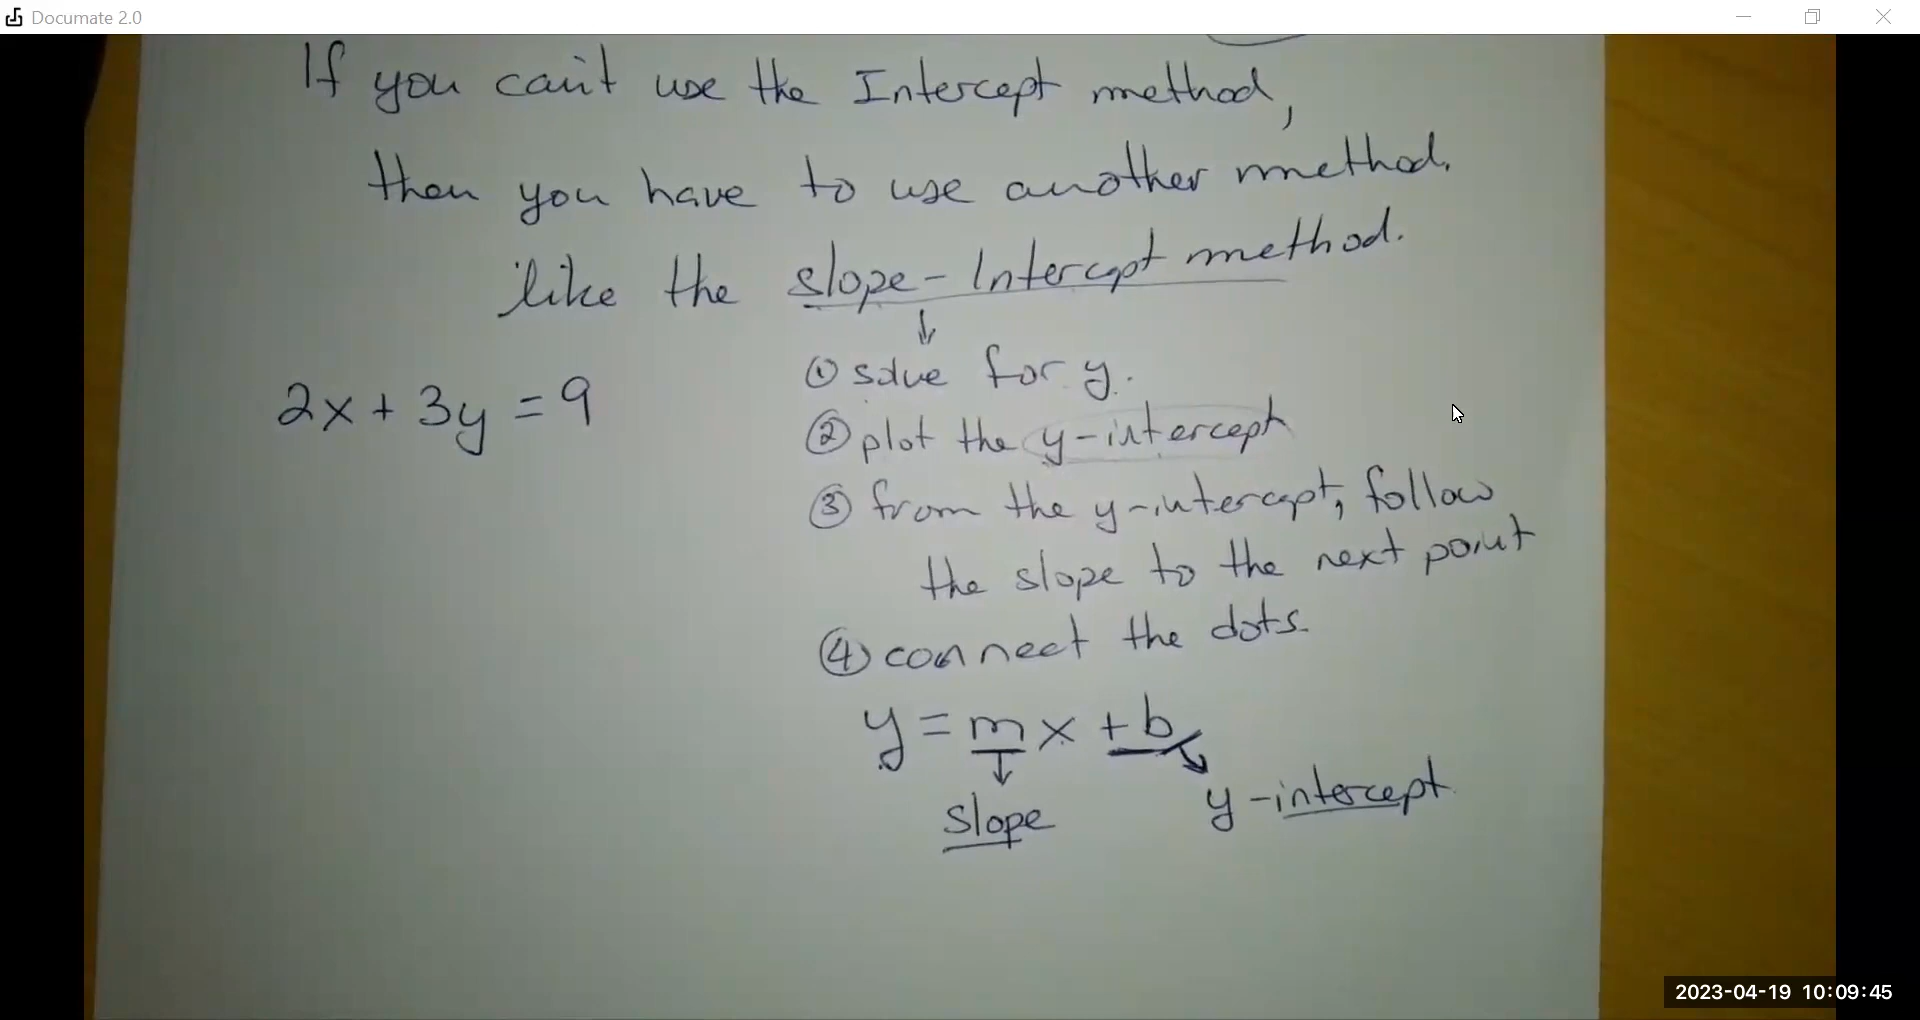 Documate 2.0
If you can't use the Intercept method,
then you have to use another method.
like the slope-Intercept method.
↓
2x + 3y = 9
① solve for y.
② plot the y-intercept
③ from the y-intercept, follow
the slope to the next point
④ connect the dots.
y = mx + b
slope
y-intercept
2023-04-19 10:09:45